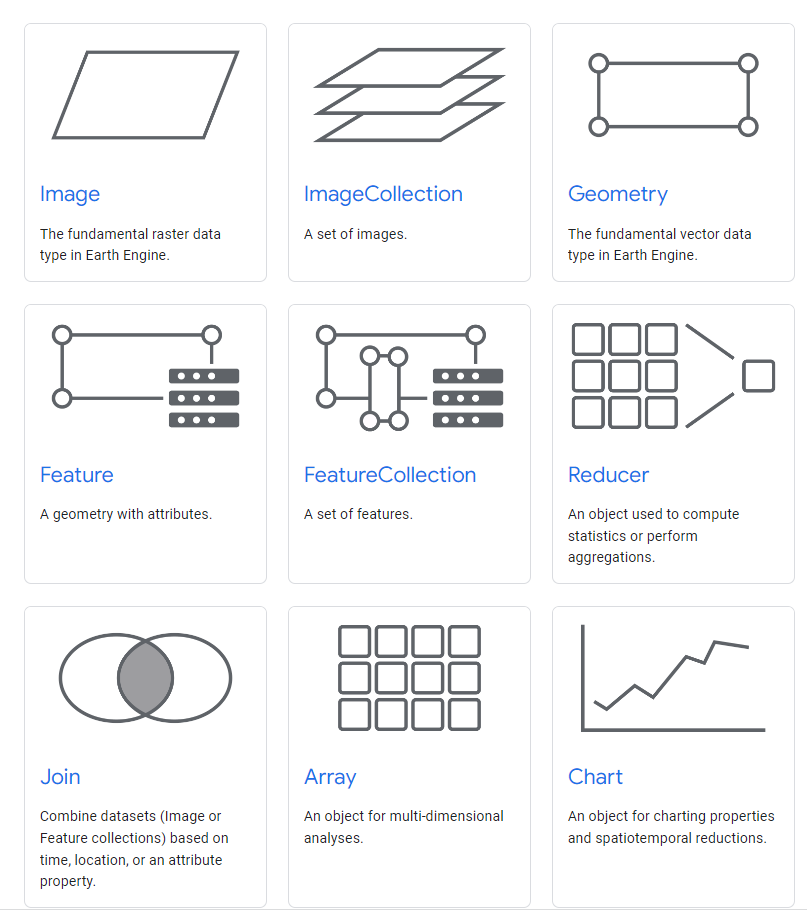 Image
The fundamental raster data
type in Earth Engine.
ImageCollection
A set of images.
Geometry
The fundamental vector data
type in Earth Engine.
Feature
A geometry with attributes.
FeatureCollection
A set of features.
Reducer
An object used to compute
statistics or perform
aggregations.
Join
Combine datasets (Image or
Feature collections) based on
time, location, or an attribute
property.
Array
An object for multi-dimensional
analyses.
Chart
An object for charting properties
and spatiotemporal reductions.